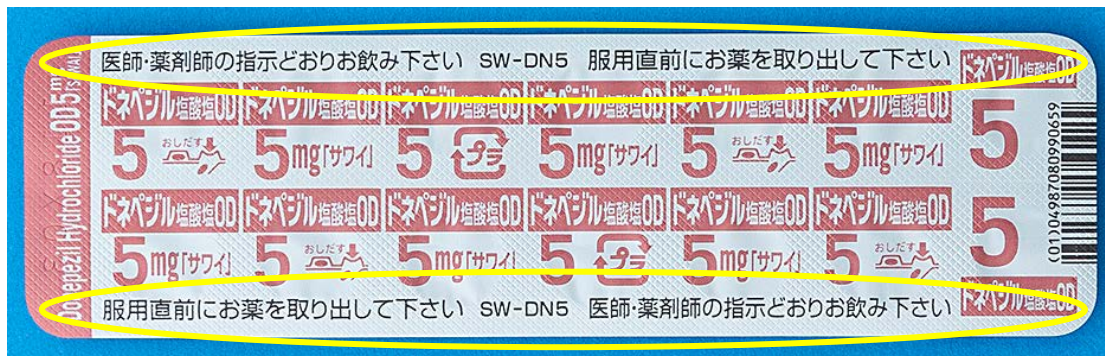 医師・薬剤師の指示どおりお飲み下さい SW-DN5 服用直前にお薬を取り出して下さい
ドネペジル塩酸塩OD ドネペジル塩酸塩OD ドネペジル塩酸塩OD ドネペジル塩酸塩OD ドネペジル塩酸塩OD ドネペジル塩酸塩OD ドネペジル塩酸塩OD
5 おしだす 5mg「サワイ」 5 プラ 5mg「サワイ」 5 おしだす 5mg「サワイ」 5
ドネペジル塩酸塩OD ドネペジル塩酸塩OD ドネペジル塩酸塩OD ドネペジル塩酸塩OD ドネペジル塩酸塩OD ドネペジル塩酸塩OD
5mg「サワイ」 5 おしだす 5mg「サワイ」 5 プラ 5mg「サワイ」 5 おしだす 5
ドネペジル塩酸塩OD
服用直前にお薬を取り出して下さい SW-DN5 医師・薬剤師の指示どおりお飲み下さい
Donepezil Hydrochloride OD5mg
(01)04987080990659